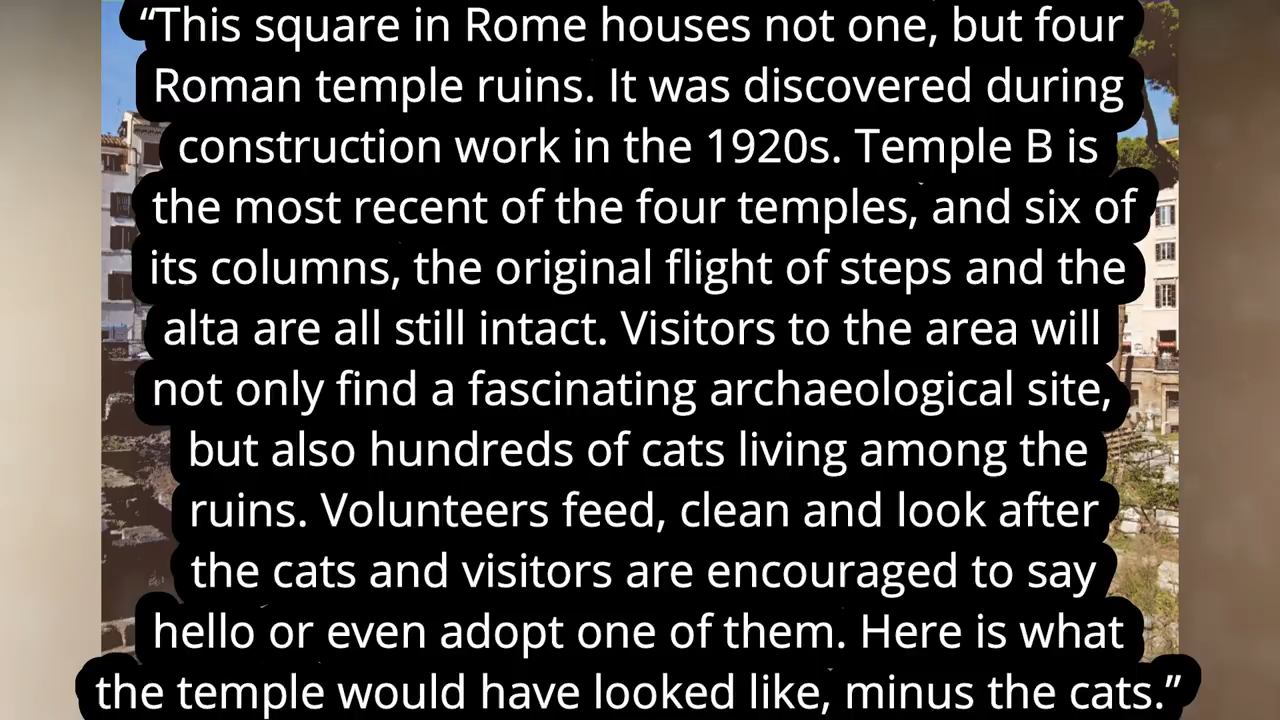 “This square in Rome houses not one, but four
Roman temple ruins. It was discovered during
construction work in the 1920s. Temple B is
the most recent of the four temples, and six of
its columns, the original flight of steps and the
alta are all still intact. Visitors to the area will
not only find a fascinating archaeological site,
but also hundreds of cats living among the
ruins. Volunteers feed, clean and look after
the cats and visitors are encouraged to say
hello or even adopt one of them. Here is what
the temple would have looked like, minus the cats.”